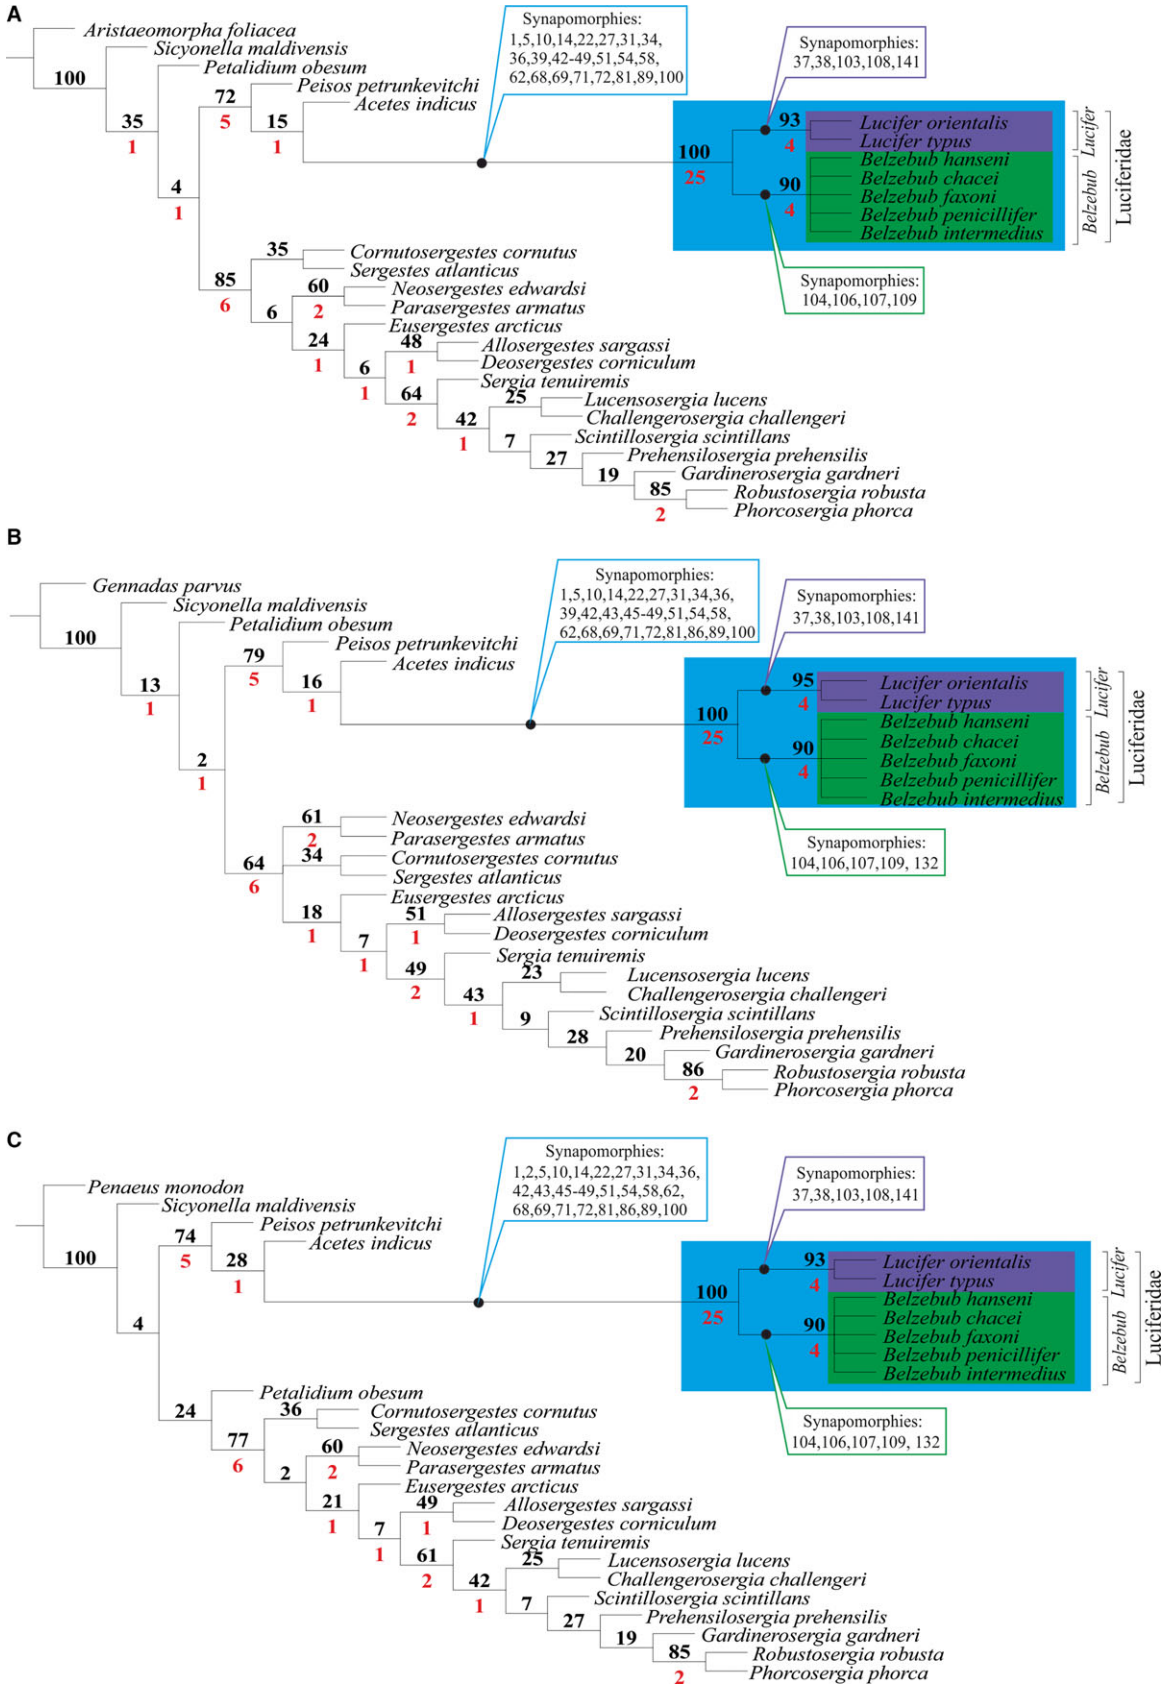 A
Aristaeomorpha foliacea
Sicyonella maldivensis
100
Petalidium obesum
35
1
72
5
Peisos petrunkevitchi
15
1
Acetes indicus
4
1
Synapomorphies:
1,5,10,14,22,27,31,34,
36,39,42-49,51,54,58,
62,68,69,71,72,81,89,100
Synapomorphies:
37,38,103,108,141
100
25
93
4
Lucifer orientalis
Lucifer typus
90
4
Belzebub hanseni
Belzebub chacei
Belzebub faxoni
Belzebub penicillifer
Belzebub intermedius
Lucifer
Belzebub
Luciferidae
Synapomorphies:
104,106,107,109
85
6
35
Cornutosergestes cornutus
Sergestes atlanticus
6
60
2
Neosergestes edwardsi
Parasergestes armatus
24
1
Eusergestes arcticus
6
1
48
1
Allosergestes sargassi
Deosergestes corniculum
64
2
Sergia tenuiremis
42
1
25
Lucensosergia lucens
Challengerosergia challengeri
7
Scintillosergia scintillans
27
Prehensilosergia prehensilis
19
Gardinerosergia gardneri
85
2
Robustosergia robusta
Phorcosergia phorca
B
Gennadas parvus
Sicyonella maldivensis
100
Petalidium obesum
13
1
79
5
Peisos petrunkevitchi
16
1
Acetes indicus
2
1
Synapomorphies:
1,5,10,14,22,27,31,34,36,
39,42,43,45-49,51,54,58,
62,68,69,71,72,81,86,89,100
Synapomorphies:
37,38,103,108,141
100
25
95
4
Lucifer orientalis
Lucifer typus
90
4
Belzebub hanseni
Belzebub chacei
Belzebub faxoni
Belzebub penicillifer
Belzebub intermedius
Lucifer
Belzebub
Luciferidae
Synapomorphies:
104,106,107,109, 132
64
6
61
2
Neosergestes edwardsi
Parasergestes armatus
34
Cornutosergestes cornutus
Sergestes atlanticus
18
1
Eusergestes arcticus
7
1
51
1
Allosergestes sargassi
Deosergestes corniculum
49
2
Sergia tenuiremis
43
1
23
Lucensosergia lucens
Challengerosergia challengeri
9
Scintillosergia scintillans
28
Prehensilosergia prehensilis
20
Gardinerosergia gardneri
86
2
Robustosergia robusta
Phorcosergia phorca
C
Penaeus monodon
Sicyonella maldivensis
100
74
5
Peisos petrunkevitchi
28
1
Acetes indicus
4
Synapomorphies:
1,2,5,10,14,22,27,31,34,36,
42,43,45-49,51,54,58,62,
68,69,71,72,81,86,89,100
Synapomorphies:
37,38,103,108,141
100
25
93
4
Lucifer orientalis
Lucifer typus
90
4
Belzebub hanseni
Belzebub chacei
Belzebub faxoni
Belzebub penicillifer
Belzebub intermedius
Lucifer
Belzebub
Luciferidae
Synapomorphies:
104,106,107,109, 132
24
Petalidium obesum
77
6
36
Cornutosergestes cornutus
Sergestes atlanticus
2
60
2
Neosergestes edwardsi
Parasergestes armatus
21
1
Eusergestes arcticus
7
1
49
1
Allosergestes sargassi
Deosergestes corniculum
61
2
Sergia tenuiremis
42
1
25
Lucensosergia lucens
Challengerosergia challengeri
7
Scintillosergia scintillans
27
Prehensilosergia prehensilis
19
Gardinerosergia gardneri
85
2
Robustosergia robusta
Phorcosergia phorca